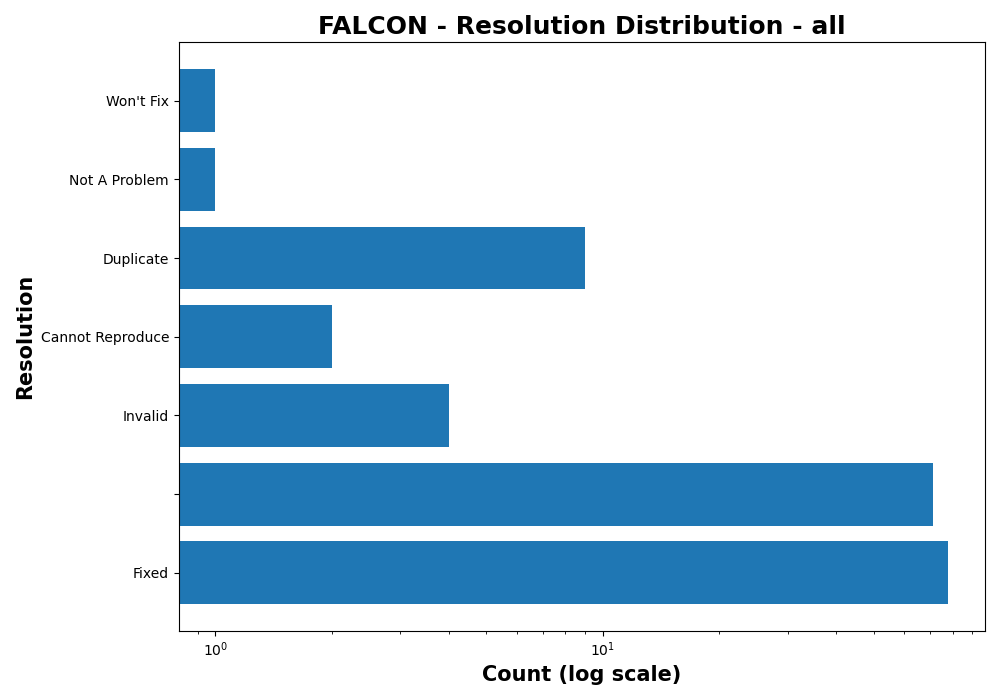 FALCON - Resolution Distribution - all
Won't Fix
Not A Problem
Duplicate
Cannot Reproduce
Invalid
Fixed
Resolution
10⁰ 10¹
Count (log scale)